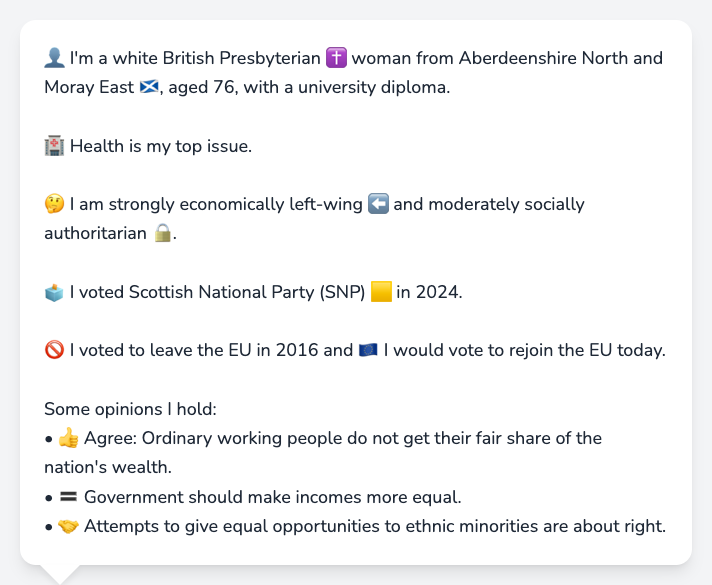 👤 I'm a white British Presbyterian ✝️ woman from Aberdeenshire North and
Moray East 🏴󠁧󠁢󠁳󠁣󠁴󠁿, aged 76, with a university diploma.
🏥 Health is my top issue.
🤔 I am strongly economically left-wing ⬅️ and moderately socially
authoritarian 🔒.
🗳️ I voted Scottish National Party (SNP) 🟨 in 2024.
🚫 I voted to leave the EU in 2016 and 🇪🇺 I would vote to rejoin the EU today.
Some opinions I hold:
• 👍 Agree: Ordinary working people do not get their fair share of the
nation's wealth.
• 🟰 Government should make incomes more equal.
• 🤝 Attempts to give equal opportunities to ethnic minorities are about right.